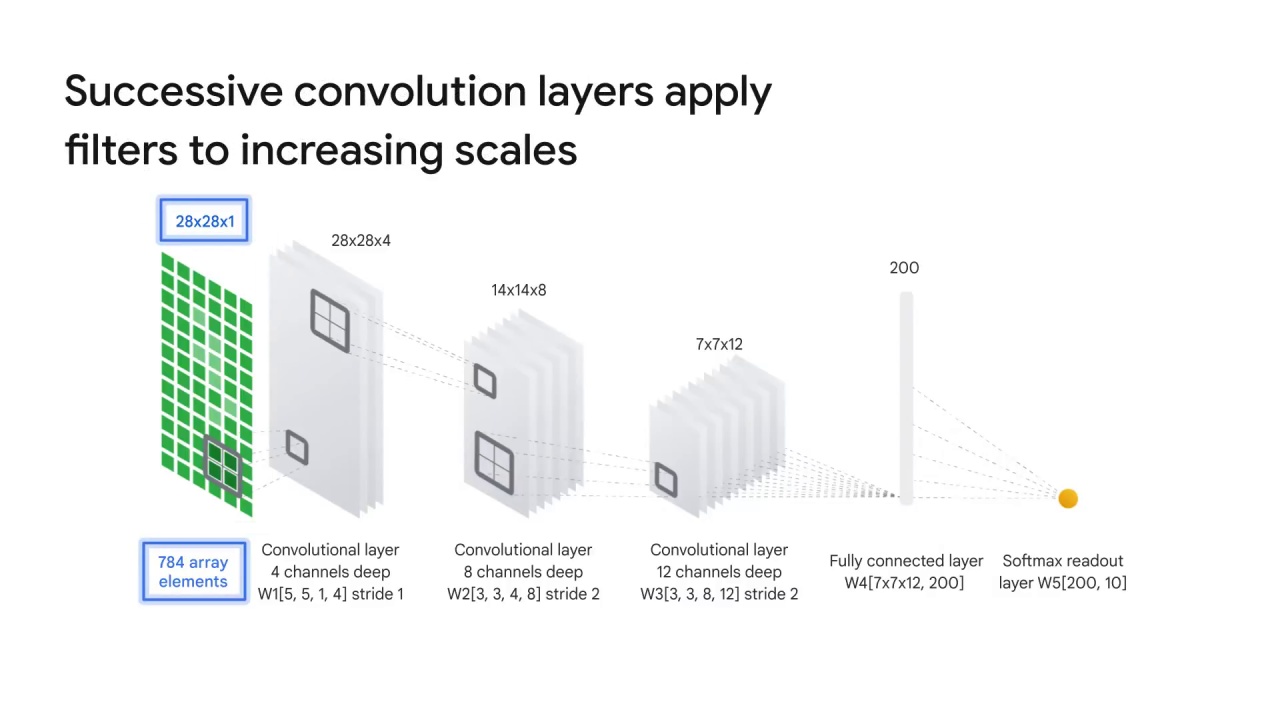 Successive convolution layers apply
filters to increasing scales
28x28x1
28x28x4
14x14x8
7x7x12
200
784 array
elements
Convolutional layer
4 channels deep
W1[5, 5, 1, 4] stride 1
Convolutional layer
8 channels deep
W2[3, 3, 4, 8] stride 2
Convolutional layer
12 channels deep
W3[3, 3, 8, 12] stride 2
Fully connected layer
W4[7x7x12, 200]
Softmax readout
layer W5[200, 10]